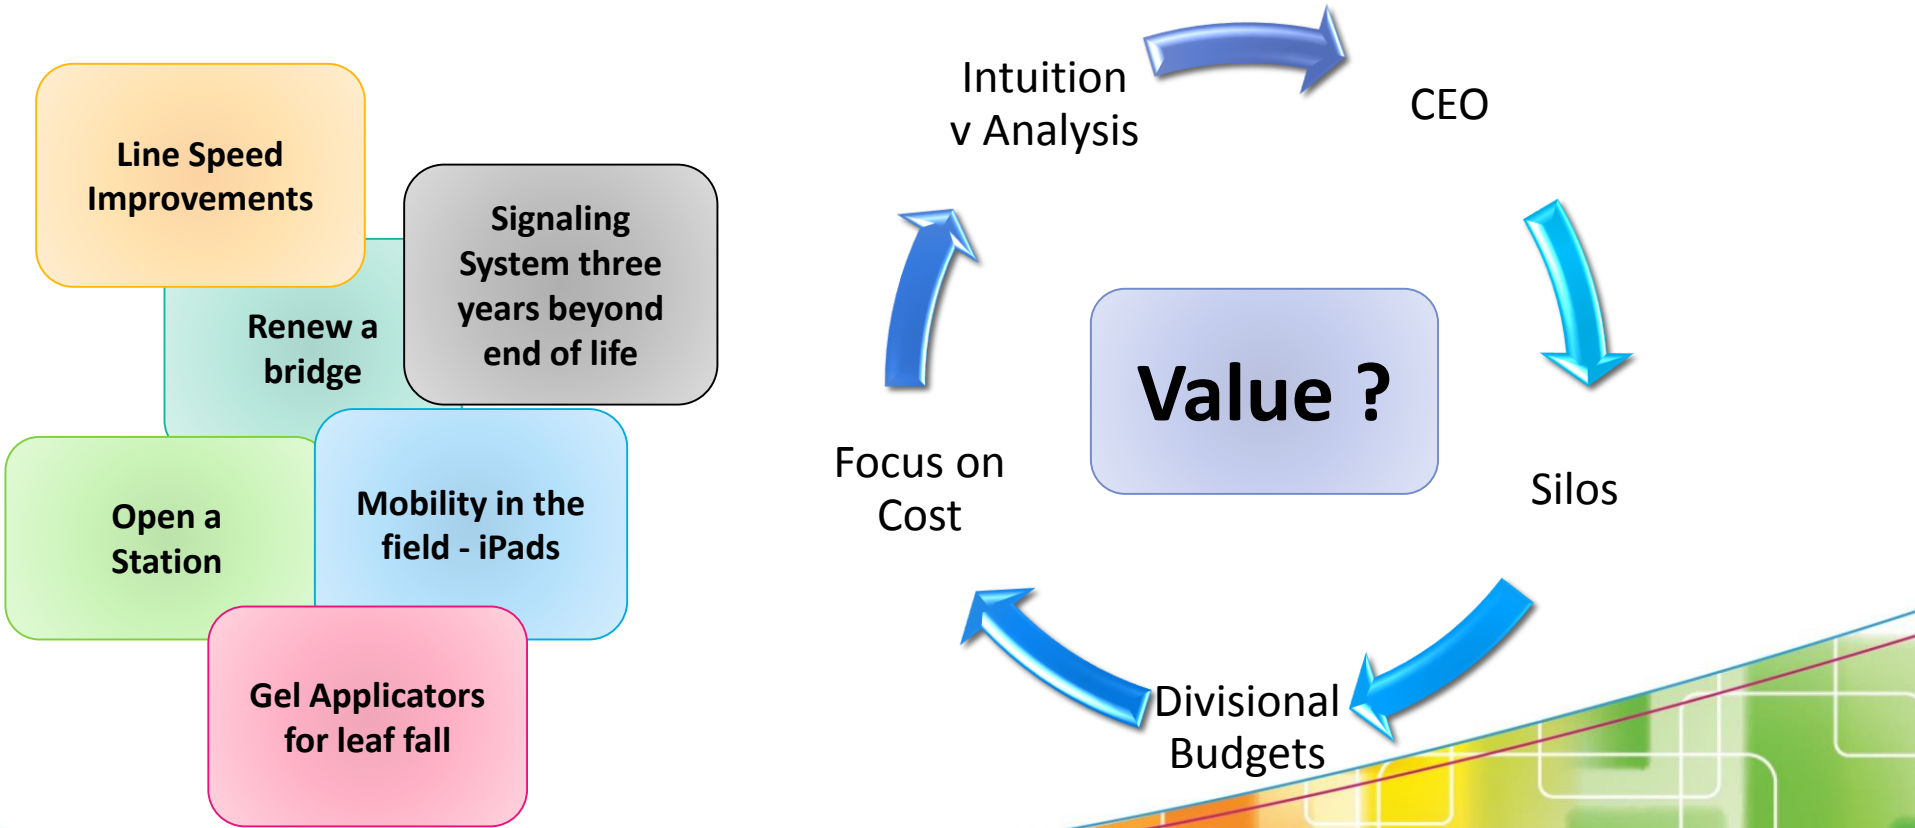 Line Speed
Improvements
Signaling
System three
years beyond
end of life
Renew a
bridge
Open a
Station
Mobility in the
field - iPads
Gel Applicators
for leaf fall
Intuition
v Analysis
CEO
Silos
Divisional
Budgets
Focus on
Cost
Value ?